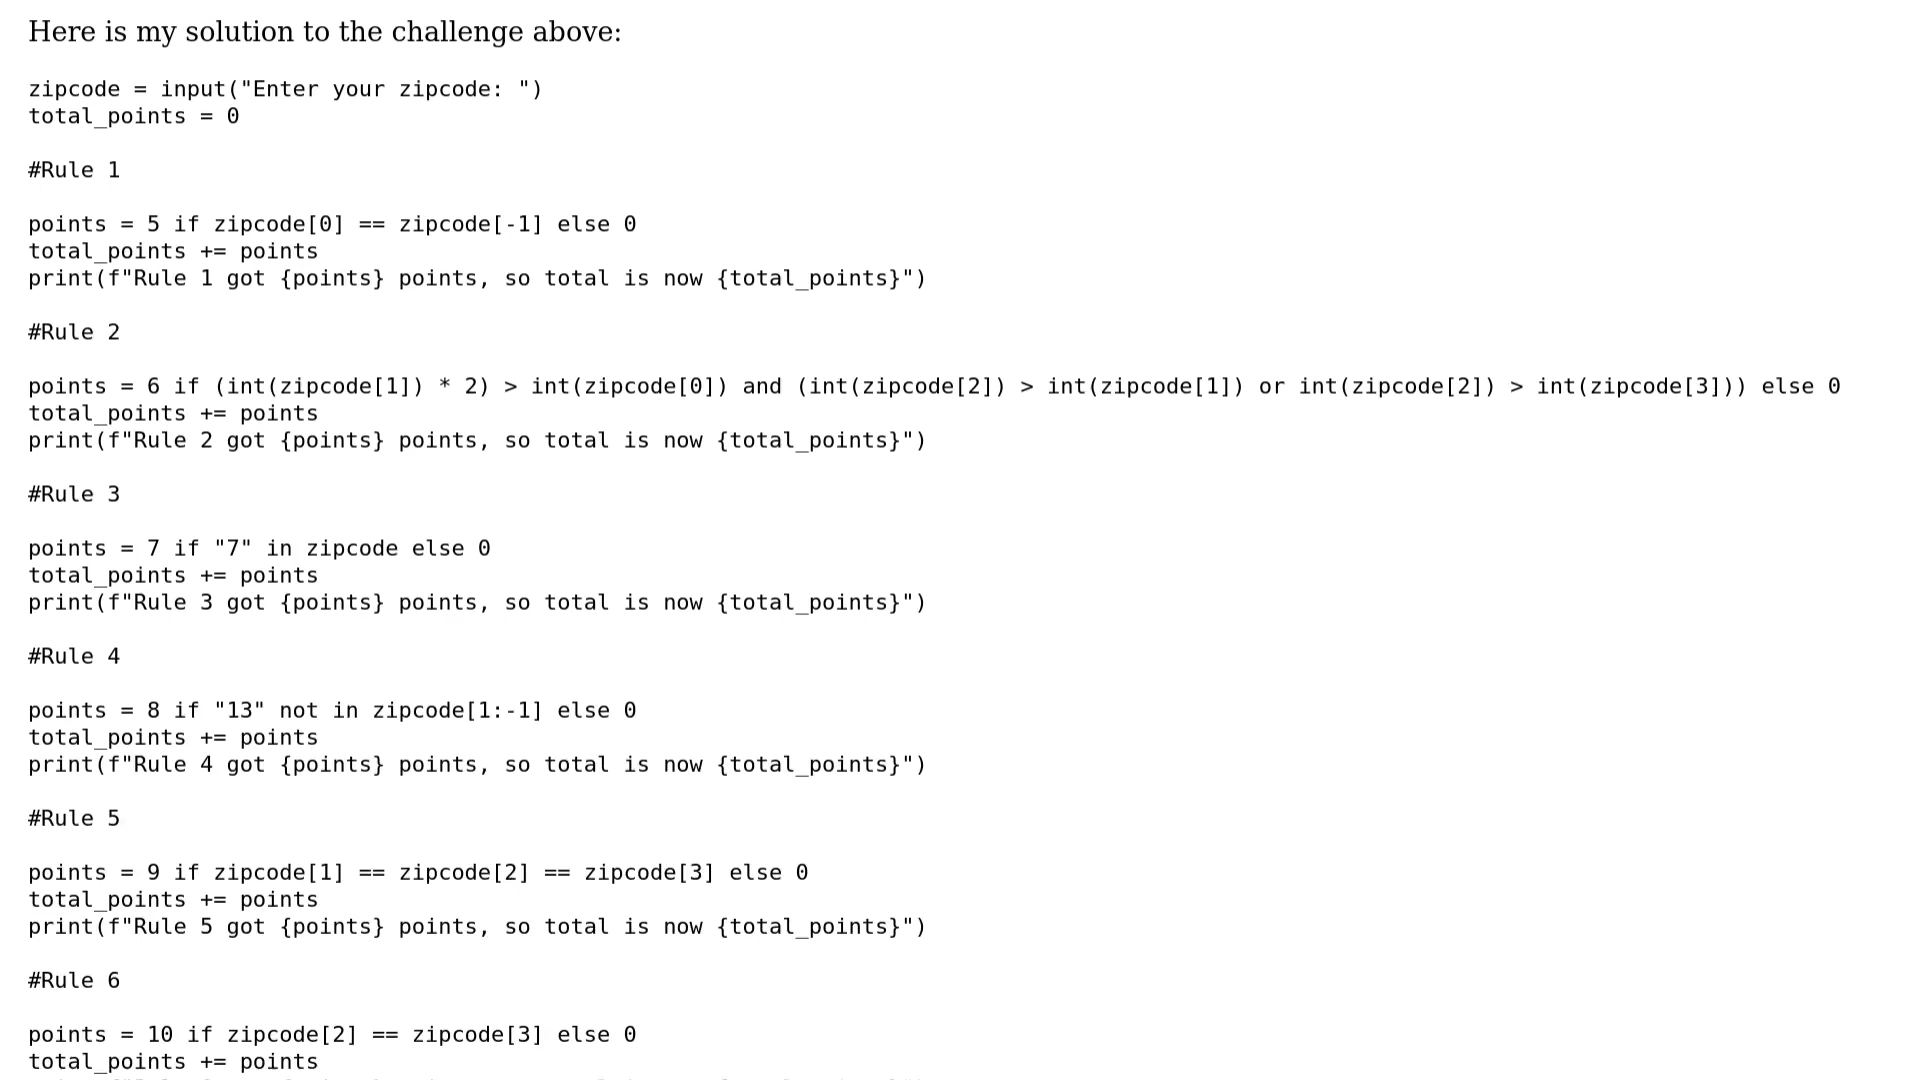 Here is my solution to the challenge above:
zipcode = input("Enter your zipcode: ")
total_points = 0
#Rule 1
points = 5 if zipcode[0] == zipcode[-1] else 0
total_points += points
print(f"Rule 1 got {points} points, so total is now {total_points}")
#Rule 2
points = 6 if (int(zipcode[1]) * 2) > int(zipcode[0]) and (int(zipcode[2]) > int(zipcode[1]) or int(zipcode[2]) > int(zipcode[3])) else 0
total_points += points
print(f"Rule 2 got {points} points, so total is now {total_points}")
#Rule 3
points = 7 if "7" in zipcode else 0
total_points += points
print(f"Rule 3 got {points} points, so total is now {total_points}")
#Rule 4
points = 8 if "13" not in zipcode[1:-1] else 0
total_points += points
print(f"Rule 4 got {points} points, so total is now {total_points}")
#Rule 5
points = 9 if zipcode[1] == zipcode[2] == zipcode[3] else 0
total_points += points
print(f"Rule 5 got {points} points, so total is now {total_points}")
#Rule 6
points = 10 if zipcode[2] == zipcode[3] else 0
total_points += points